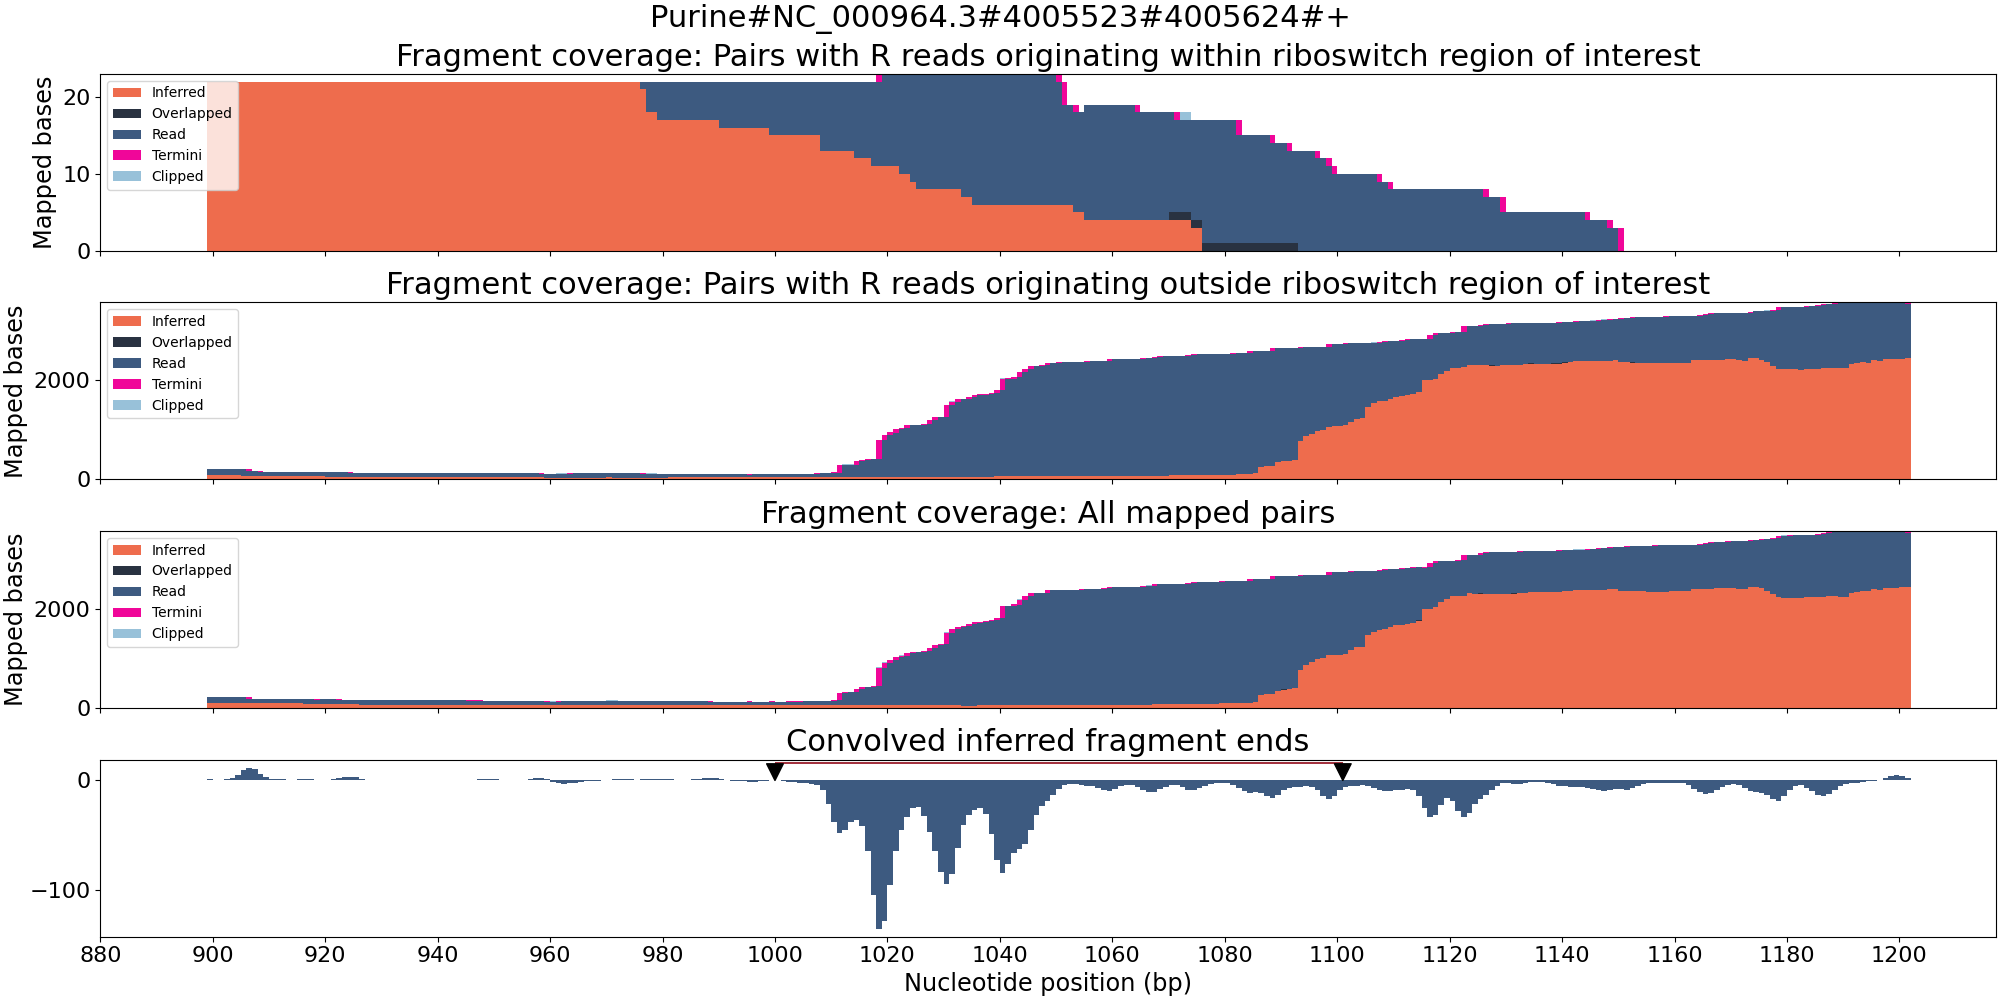 Purine#NC_000964.3#4005523#4005624#+
Fragment coverage: Pairs with R reads originating within riboswitch region of interest
Mapped bases
20
10
0
Inferred
Overlapped
Read
Termini
Clipped
Fragment coverage: Pairs with R reads originating outside riboswitch region of interest
Mapped bases
2000
0
Inferred
Overlapped
Read
Termini
Clipped
Fragment coverage: All mapped pairs
Mapped bases
2000
0
Inferred
Overlapped
Read
Termini
Clipped
Convolved inferred fragment ends
0
−100
880 900 920 940 960 980 1000 1020 1040 1060 1080 1100 1120 1140 1160 1180 1200
Nucleotide position (bp)